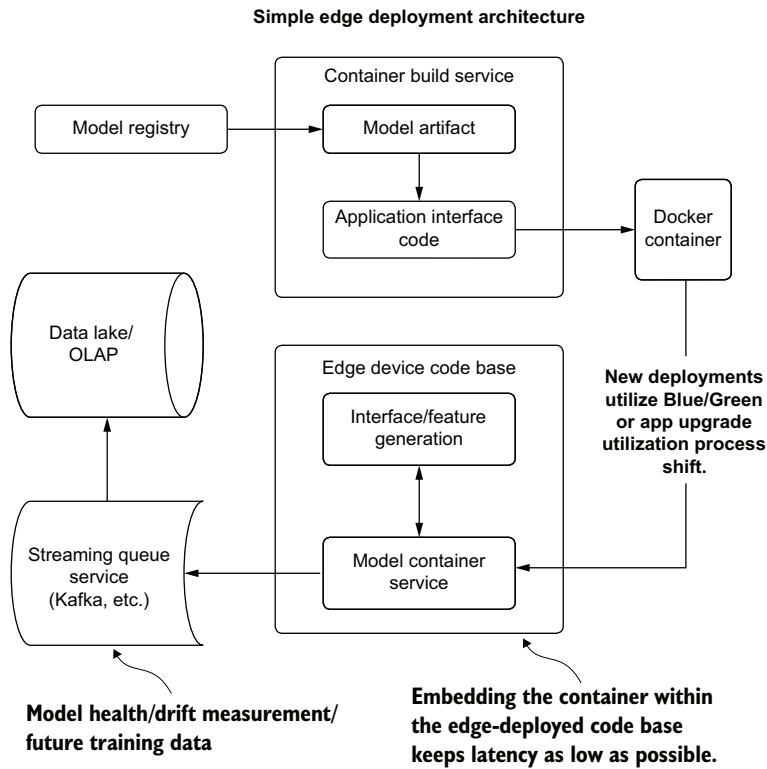 Simple edge deployment architecture
Container build service
Model registry
Model artifact
Application interface
code
Docker
container
Data lake/
OLAP
Edge device code base
Interface/feature
generation
New deployments
utilize Blue/Green
or app upgrade
utilization process
shift.
Streaming queue
service
(Kafka, etc.)
Model container
service
Model health/drift measurement/
future training data
Embedding the container within
the edge-deployed code base
keeps latency as low as possible.